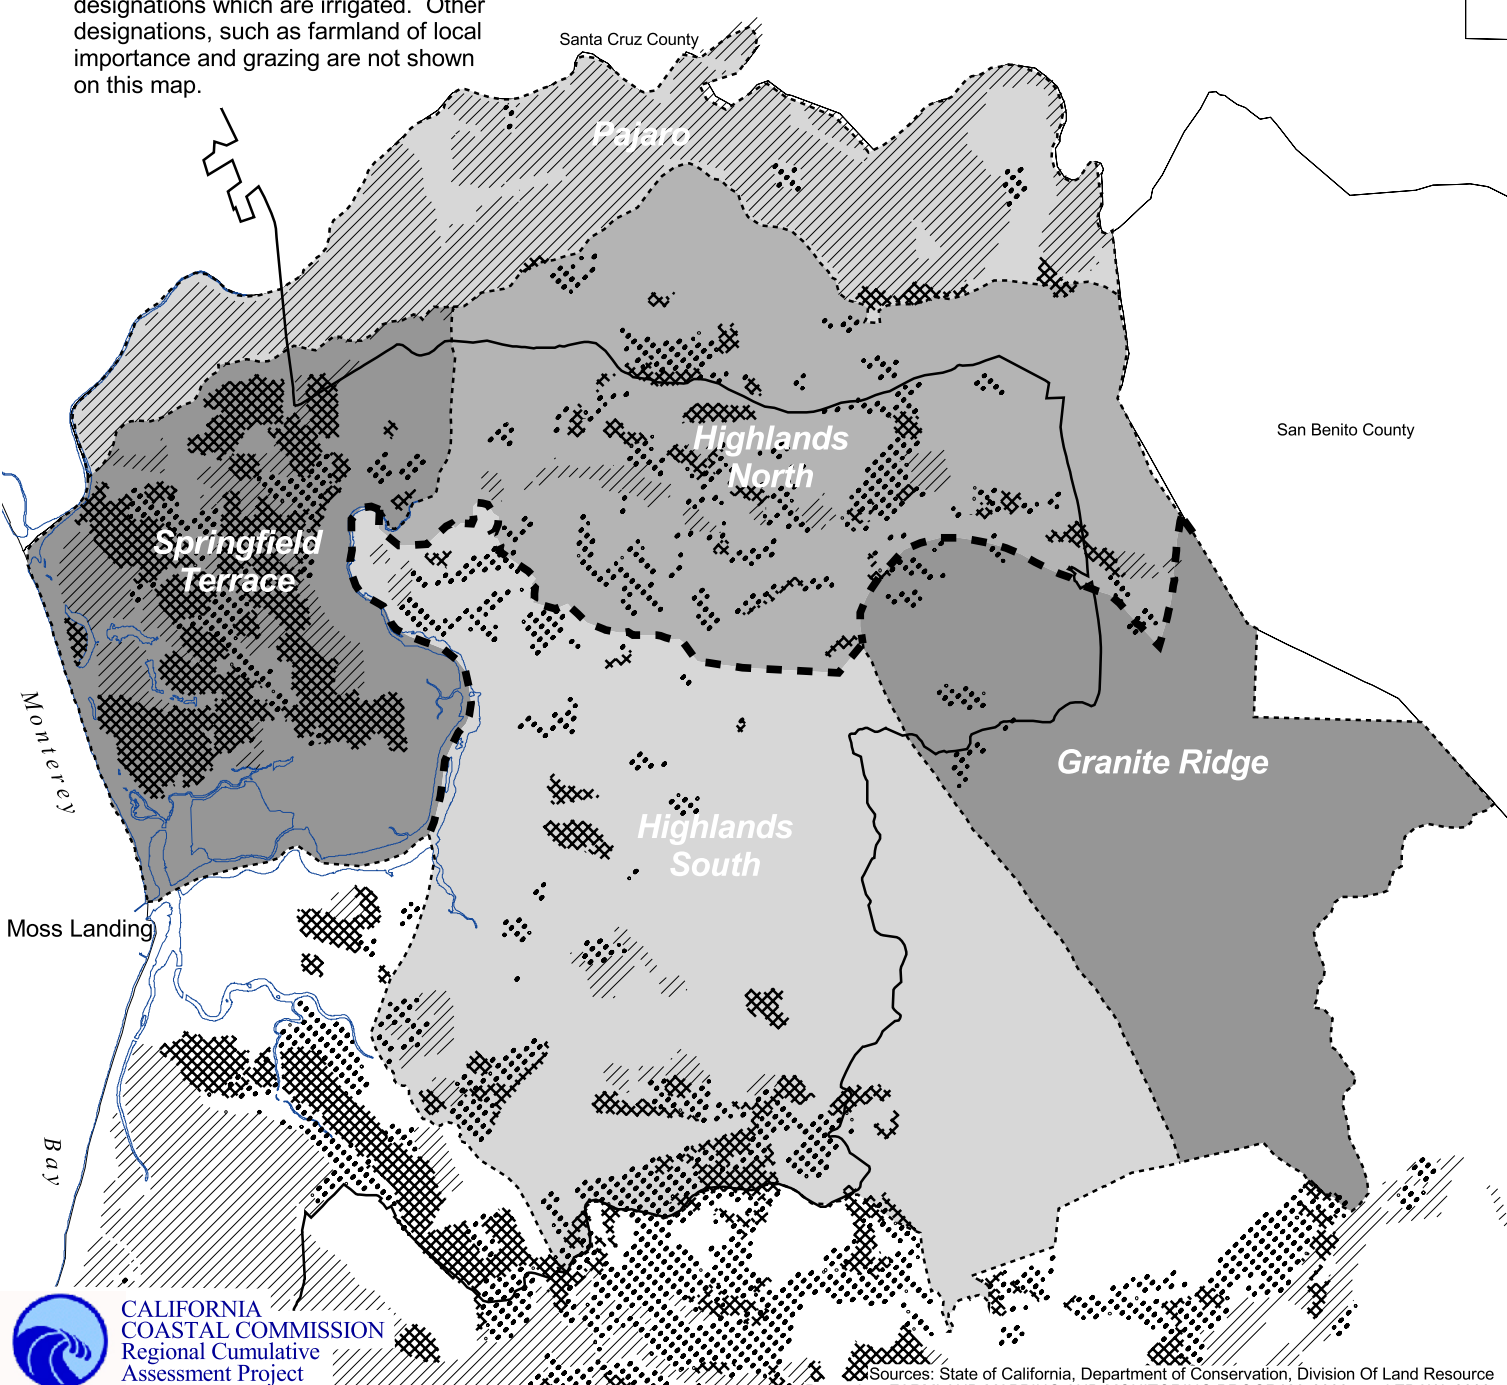 designations which are irrigated. Other
designations, such as farmland of local
importance and grazing are not shown
on this map.
Santa Cruz County
Pajaro
San Benito County
Highlands
North
Springfield
Terrace
Monterey
Granite Ridge
Highlands
South
Moss Landing
Bay
CALIFORNIA
COASTAL COMMISSION
Regional Cumulative
Assessment Project
Sources: State of California, Department of Conservation, Division Of Land Resource